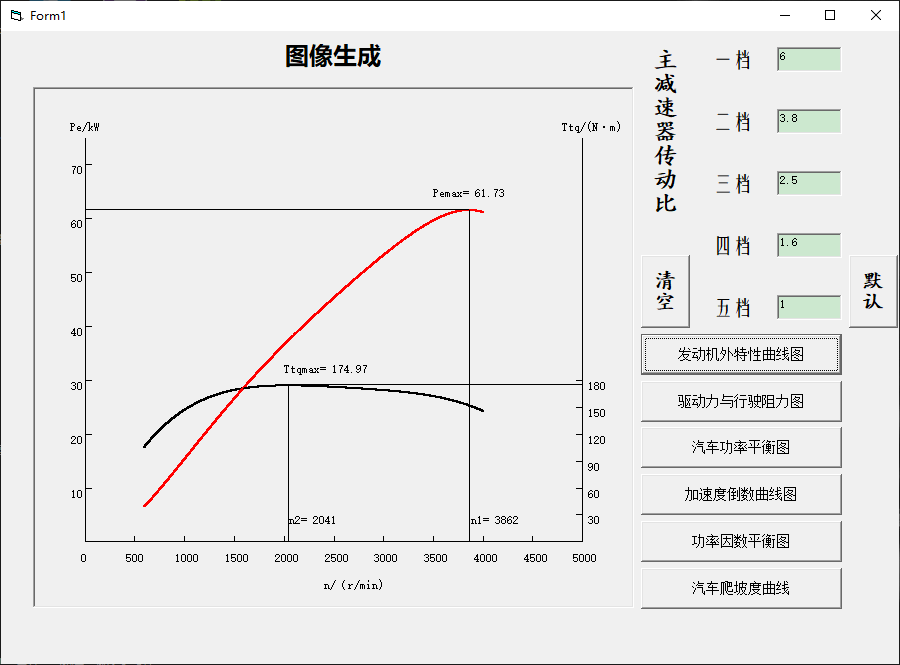 Form1
图像生成
Pe/kW
Ttq/(N·m)
70
60
50
40
30
20
10
Pemax= 61.73
Ttqmax= 174.97
n2= 2041
n1= 3862
180
150
120
90
60
30
0
500
1000
1500
2000
2500
3000
3500
4000
4500
5000
n/ (r/min)
主减速器传动比
一档
6
二档
3.8
三档
2.5
四档
1.6
五档
1
清空
默认
发动机外特性曲线图
驱动力与行驶阻力图
汽车功率平衡图
加速度倒数曲线图
功率因数平衡图
汽车爬坡度曲线